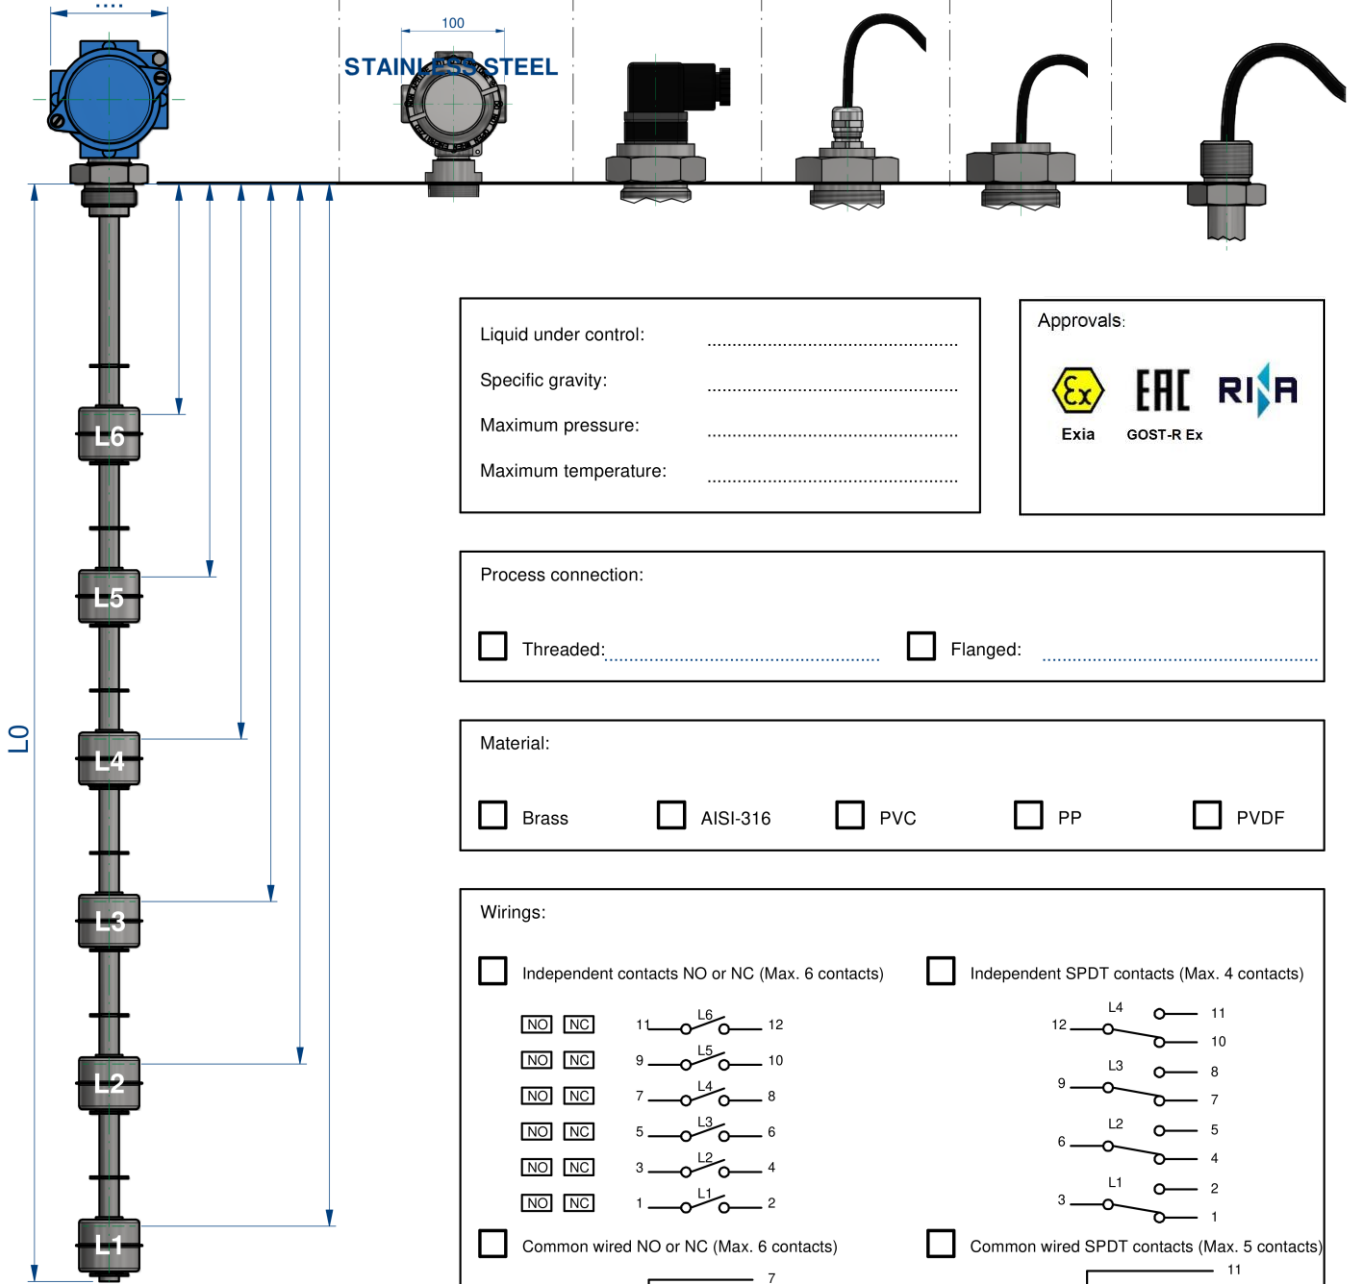 100
STAINLESS STEEL
L0
L6
L5
L4
L3
L2
L1
Liquid under control:
Specific gravity:
Maximum pressure:
Maximum temperature:
Approvals:
Ex EAC RINA
Exia GOST-R Ex
Process connection:
Threaded: Flanged:
Material:
Brass AISI-316 PVC PP PVDF
Wirings:
Independent contacts NO or NC (Max. 6 contacts)
NO NC 11 L6 12
NO NC 9 L5 10
NO NC 7 L4 8
NO NC 5 L3 6
NO NC 3 L2 4
NO NC 1 L1 2
Independent SPDT contacts (Max. 4 contacts)
L4 11
12
10
L3 8
9
7
L2 5
6
4
L1 2
3
1
Common wired NO or NC (Max. 6 contacts)
7
Common wired SPDT contacts (Max. 5 contacts)
11